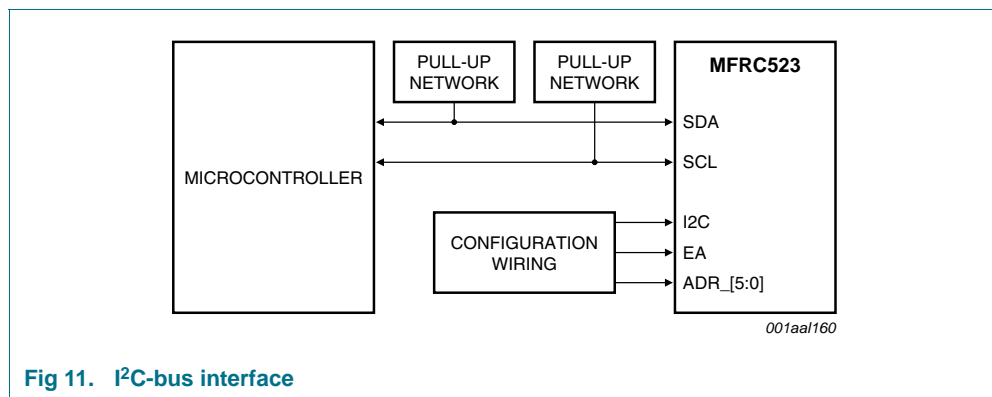 PULL-UP
NETWORK
PULL-UP
NETWORK
MFRC523
SDA
SCL
MICROCONTROLLER
I2C
CONFIGURATION
WIRING
EA
ADR_[5:0]
001aal160
Fig 11. I²C-bus interface